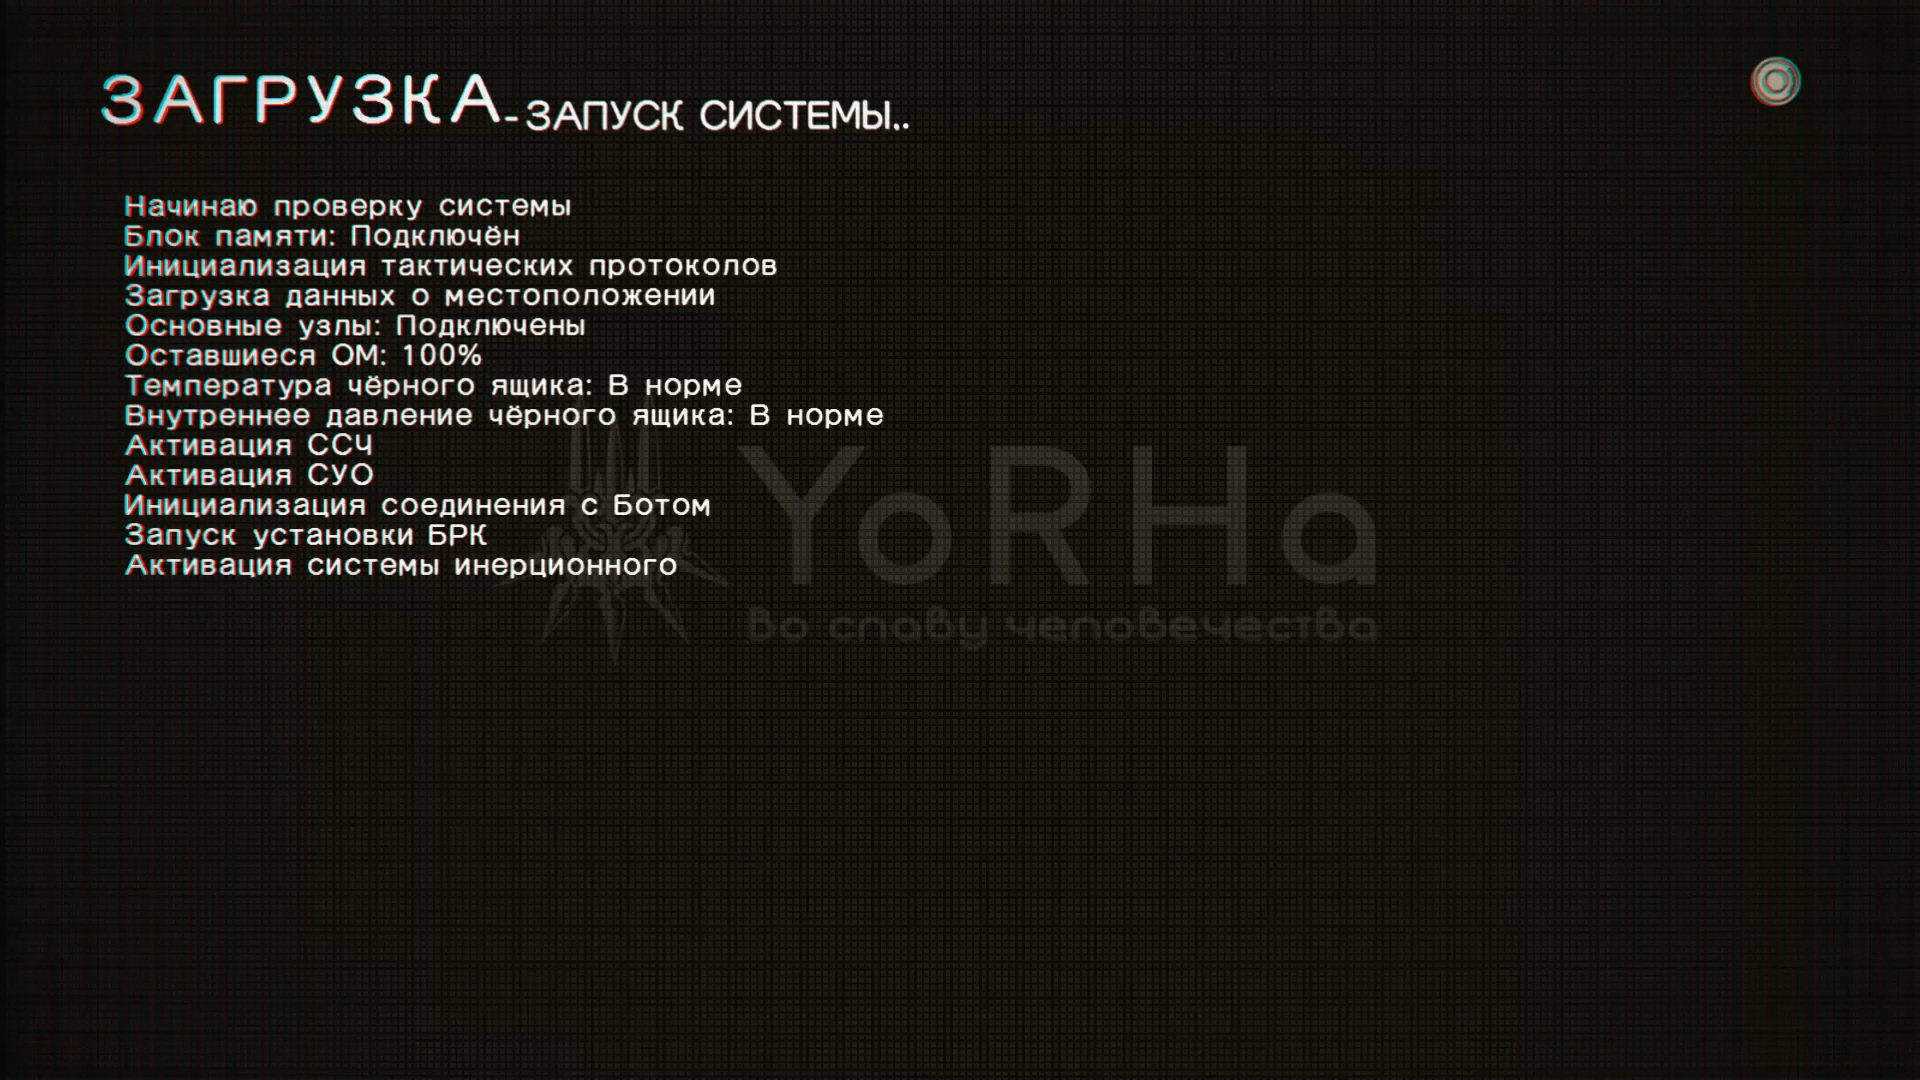 ЗАГРУЗКА - ЗАПУСК СИСТЕМЫ..
Начинаю проверку системы
Блок памяти: Подключён
Инициализация тактических протоколов
Загрузка данных о местоположении
Основные узлы: Подключены
Оставшиеся ОМ: 100%
Температура чёрного ящика: В норме
Внутреннее давление чёрного ящика: В норме
Активация ССЧ
Активация СУО
Инициализация соединения с Ботом
Запуск установки БРК
Активация системы инерционного
YoRHa
Во славу человечества